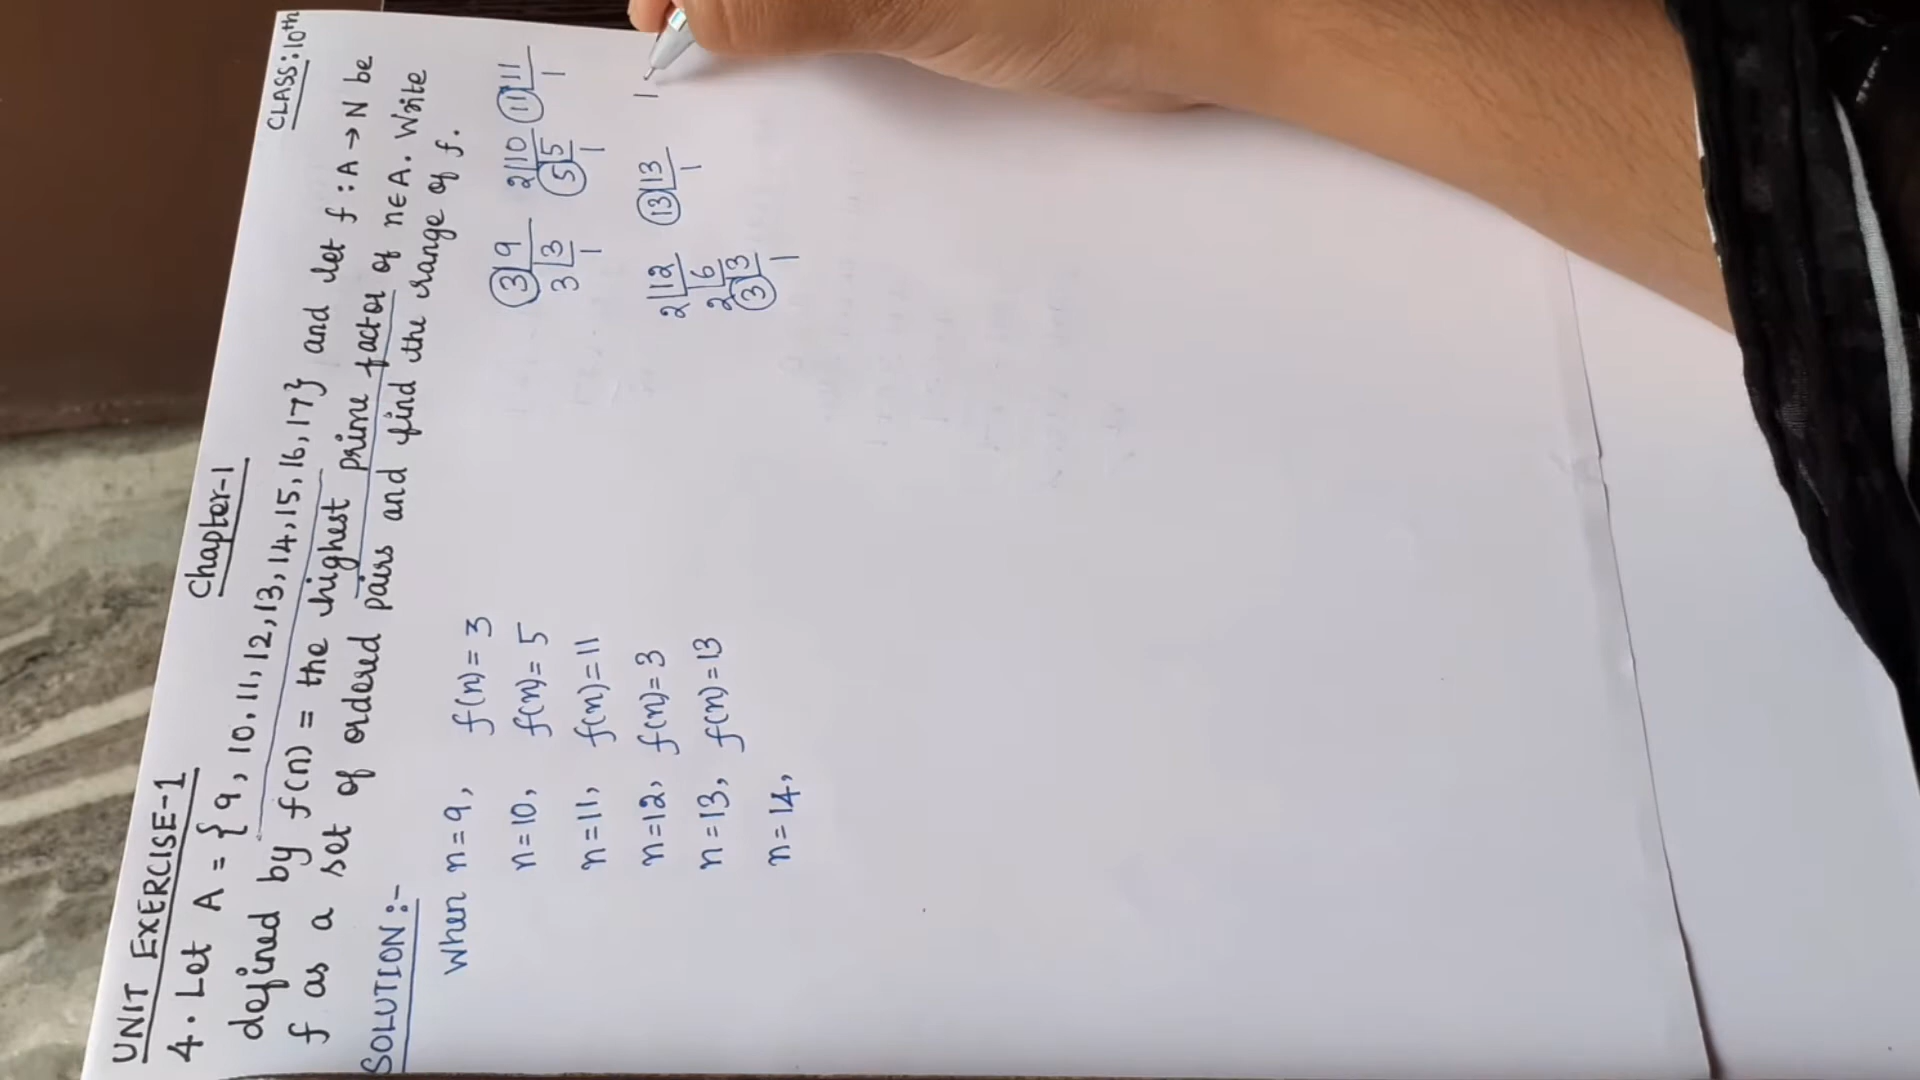 CLASS: 10th
Chapter-1
UNIT EXERCISE-1
4. Let A = { 9, 10, 11, 12, 13, 14, 15, 16, 17} and let f : A → N be
defined by f(n) = the highest prime factor of n∈A. Write
f as a set of ordered pairs and find the range of f.
SOLUTION:-
When n=9, f(n)= 3
n=10, f(n)= 5
n=11, f(n)=11
n=12, f(n)= 3
n=13, f(n)=13
n=14,
3 9 2 10 11 11
3 3 5 5 1
1 1
2 12 13 13 1
2 6 1
3 3
1